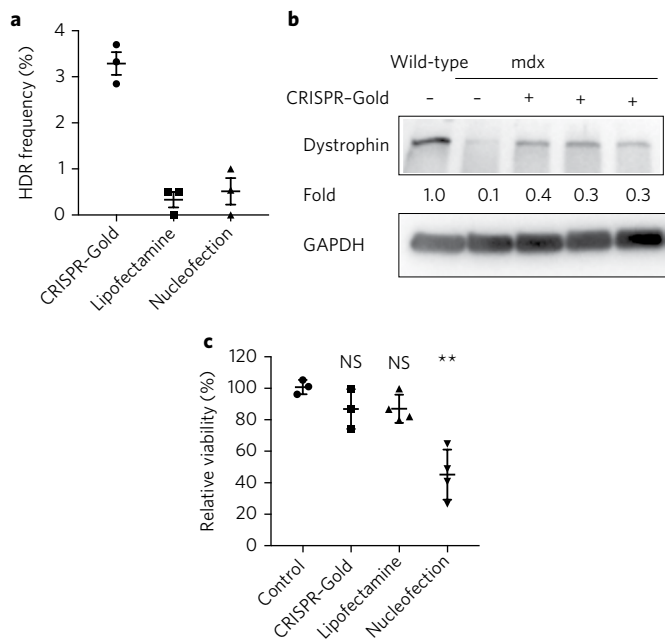 a
HDR frequency (%)
4
3
2
1
0
CRISPR–Gold
Lipofectamine
Nucleofection
b
Wild-type mdx
CRISPR–Gold – – + + +
Dystrophin
Fold 1.0 0.1 0.4 0.3 0.3
GAPDH
c
Relative viability (%)
120
100
80
60
40
20
0
NS NS **
Control
CRISPR–Gold
Lipofectamine
Nucleofection